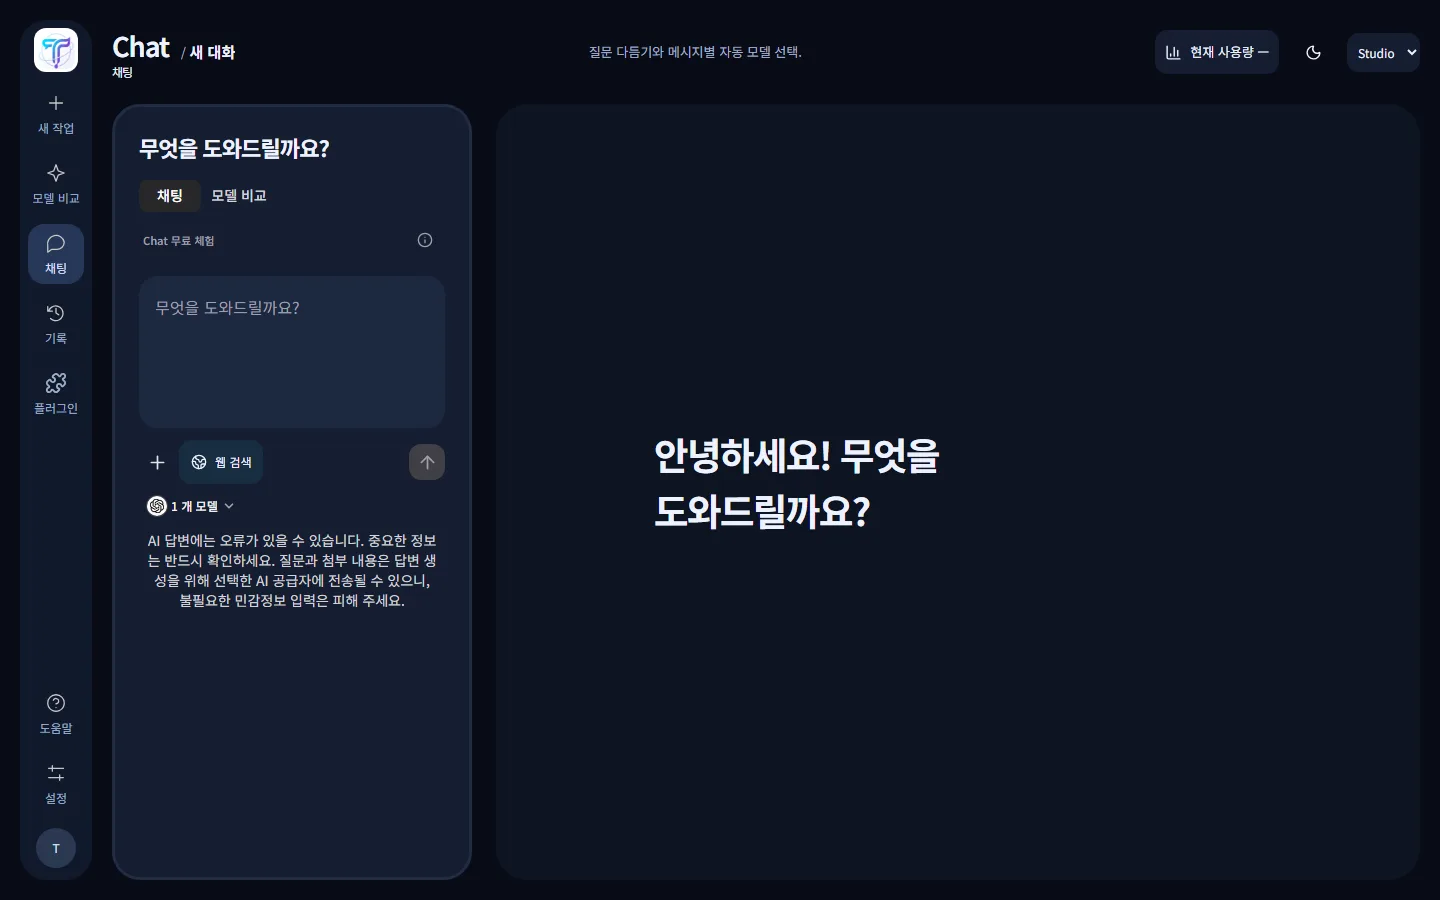 Chat / 새 대화
채팅
질문 다듬기와 메시지별 자동 모델 선택.
현재 사용량 —
Studio
새 작업
모델 비교
채팅
기록
플러그인
도움말
설정
T
무엇을 도와드릴까요?
채팅
모델 비교
Chat 무료 체험
무엇을 도와드릴까요?
웹 검색
1 개 모델
AI 답변에는 오류가 있을 수 있습니다. 중요한 정보
는 반드시 확인하세요. 질문과 첨부 내용은 답변 생
성을 위해 선택한 AI 공급자에 전송될 수 있으니,
불필요한 민감정보 입력은 피해 주세요.
안녕하세요! 무엇을
도와드릴까요?